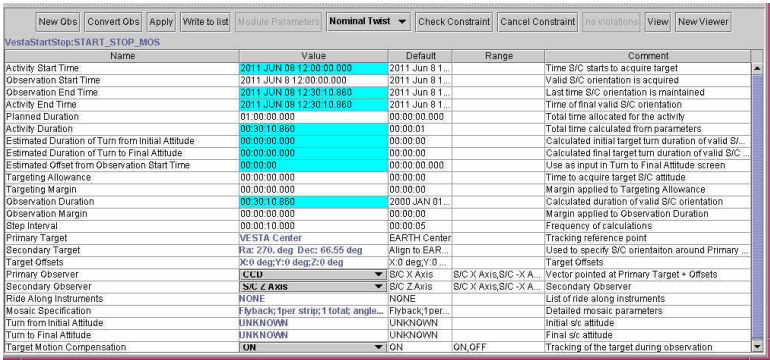 New Obs Convert Obs Apply Write to list Module Parameters Nominal Twist Check Constraint Cancel Constraint no violations View New Viewer
VestaStartStop:START_STOP_MOS
Name Value Default Range Comment
Activity Start Time 2011 JUN 08 12:00:00.000 2011 Jun 8 1... Time S/C starts to acquire target
Observation Start Time 2011 JUN 8 12:00:00.000 2011 Jun 8 1... Valid S/C orientation is acquired
Observation End Time 2011 JUN 08 12:30:10.860 2011 Jun 8 1... Last time S/C orientation is maintained
Activity End Time 2011 JUN 08 12:30:10.860 2011 Jun 8 1... Time of final valid S/C orientation
Planned Duration 01:00:00.000 00:00:00.000 Total time allocated for the activity
Activity Duration 00:30:10.860 00:00:01 Total time calculated from parameters
Estimated Duration of Turn from Initial Attitude 00:00:00.000 00:00:00 Calculated initial target turn duration of valid S/...
Estimated Duration of Turn to Final Attitude 00:00:00.000 00:00:00 Calculated final target turn duration of valid S/C ...
Estimated Offset from Observation Start Time 00:00:00 00:00:00.000 Use as input in Turn to Final Attitude screen
Targeting Allowance 00:00:00.000 00:00:00 Time to acquire target S/C attitude
Targeting Margin 00:00:00.000 00:00:00 Margin applied to Targeting Allowance
Observation Duration 00:30:10.860 2000 JAN 01... Calculated duration of valid S/C orientation
Observation Margin 00:00:00.000 00:00:00 Margin applied to Observation Duration
Step Interval 00:00:10.000 00:00:05 Frequency of calculations
Primary Target VESTA Center EARTH Center Tracking reference point
Secondary Target Ra: 270. deg Dec: 66.55 deg Align to EAR... Used to specify S/C orientaiton around Primary ...
Target Offsets X:0 deg;Y:0 deg;Z:0 deg X:0 deg;Y:0 ... Target Offsets
Primary Observer CCD S/C X Axis S/C X Axis,S/C -X A... Vector pointed at Primary Target + Offsets
Secondary Observer S/C Z Axis S/C Z Axis S/C X Axis,S/C -X A... Secondary Observer
Ride Along Instruments NONE NONE List of ride along instruments
Mosaic Specification Flyback;1per strip;1 total; angle... Flyback;1per... Detailed mosaic parameters
Turn from Initial Attitude UNKNOWN UNKNOWN Initial s/c attitude
Turn to Final Attitude UNKNOWN UNKNOWN Final s/c attitude
Target Motion Compensation ON ON ON,OFF Tracking of the target during observation